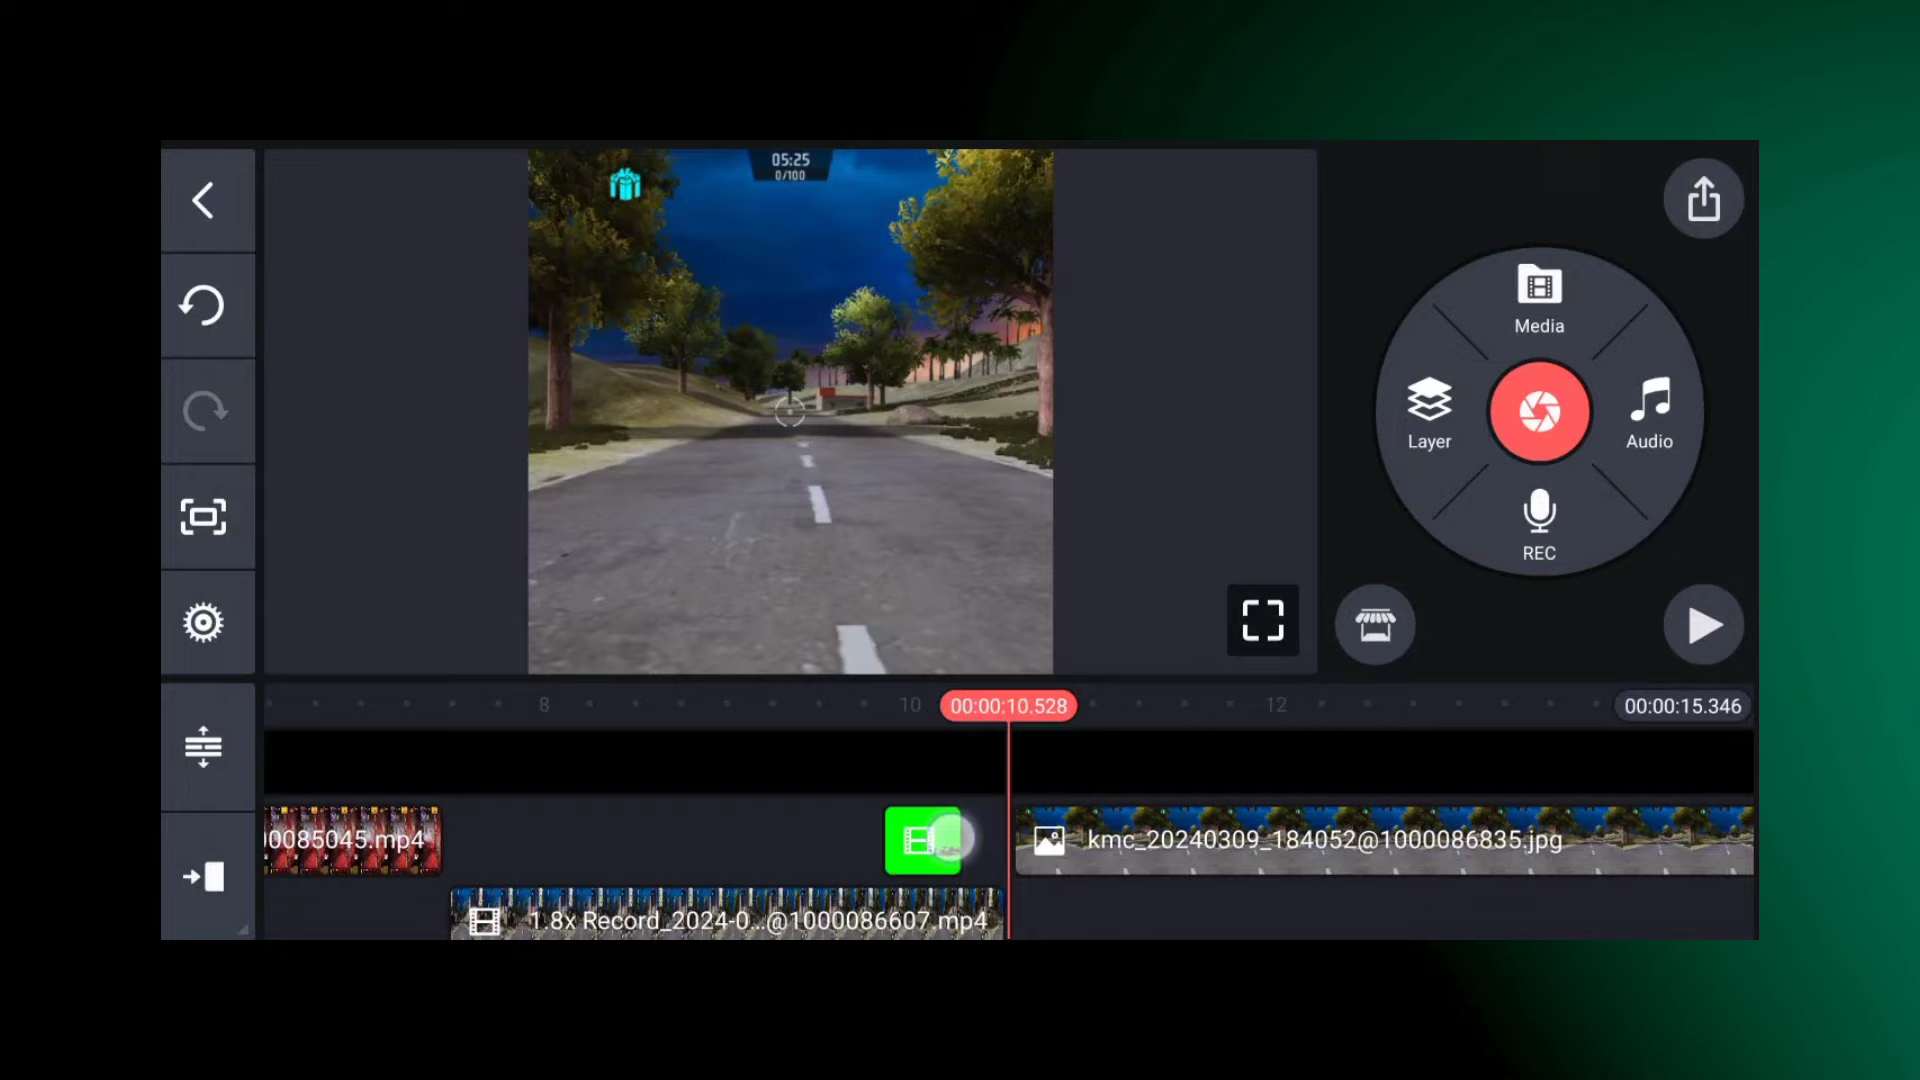 05:25
0/100
Media
Layer
Audio
REC
8
10
00:00:10.528
12
00:00:15.346
00085045.mp4
kmc_20240309_184052@1000086835.jpg
1.8x Record_2024-0...@1000086607.mp4